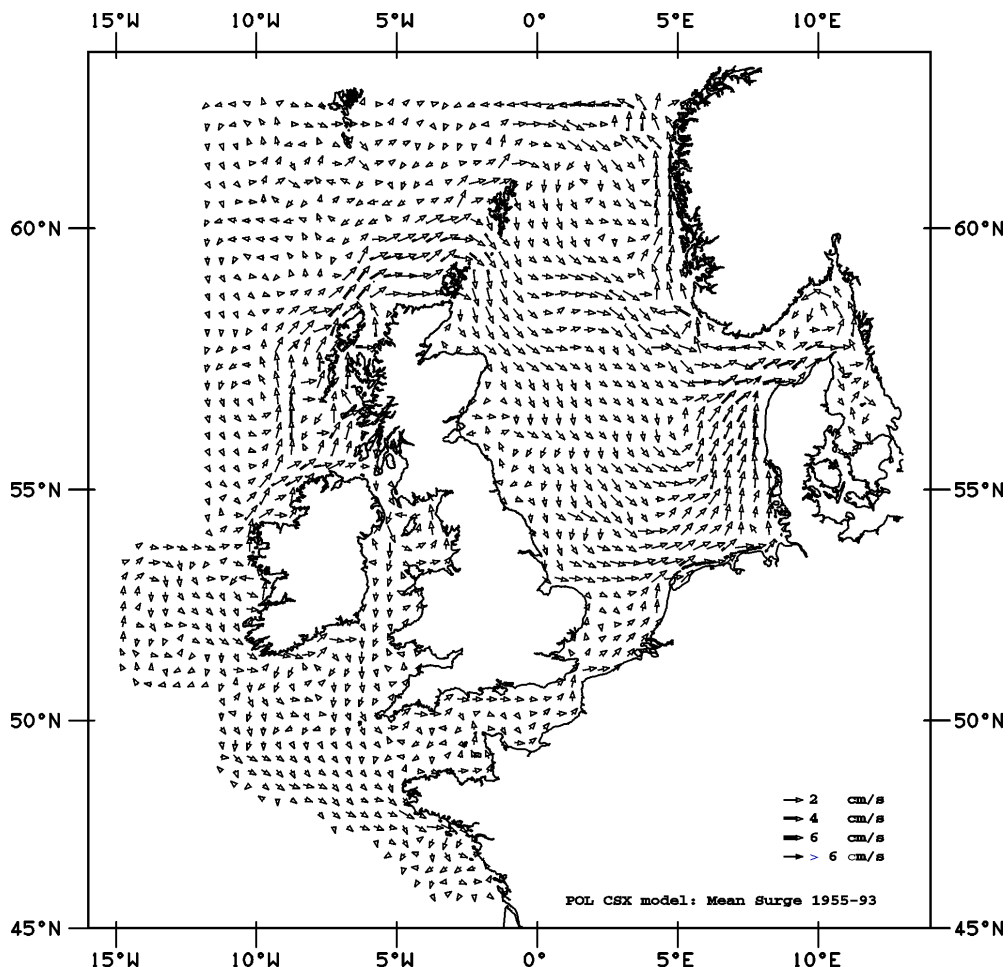 15°W 10°W 5°W 0° 5°E 10°E
60°N 60°N
55°N 55°N
50°N 50°N
2 cm/s
4 cm/s
6 cm/s
> 6 cm/s
POL CSX model: Mean Surge 1955-93
45°N 45°N
15°W 10°W 5°W 0° 5°E 10°E